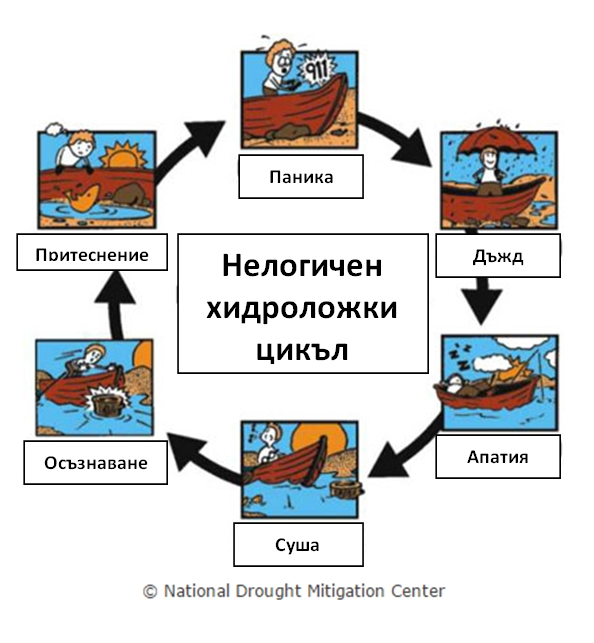 911
Паника
Притеснение
Дъжд
Нелогичен
хидроложки
цикъл
z z z
Осъзнаване
Апатия
Суша
© National Drought Mitigation Center